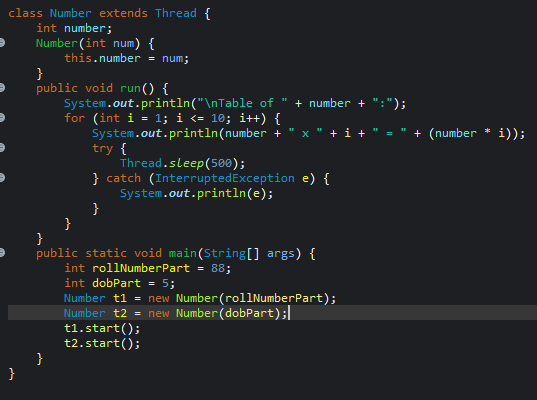 class Number extends Thread {
    int number;
    Number(int num) {
        this.number = num;
    }
    public void run() {
        System.out.println("\nTable of " + number + ":");
        for (int i = 1; i <= 10; i++) {
            System.out.println(number + " x " + i + " = " + (number * i));
            try {
                Thread.sleep(500);
            } catch (InterruptedException e) {
                System.out.println(e);
            }
        }
    }
    public static void main(String[] args) {
        int rollNumberPart = 88;
        int dobPart = 5;
        Number t1 = new Number(rollNumberPart);
        Number t2 = new Number(dobPart);
        t1.start();
        t2.start();
    }
}